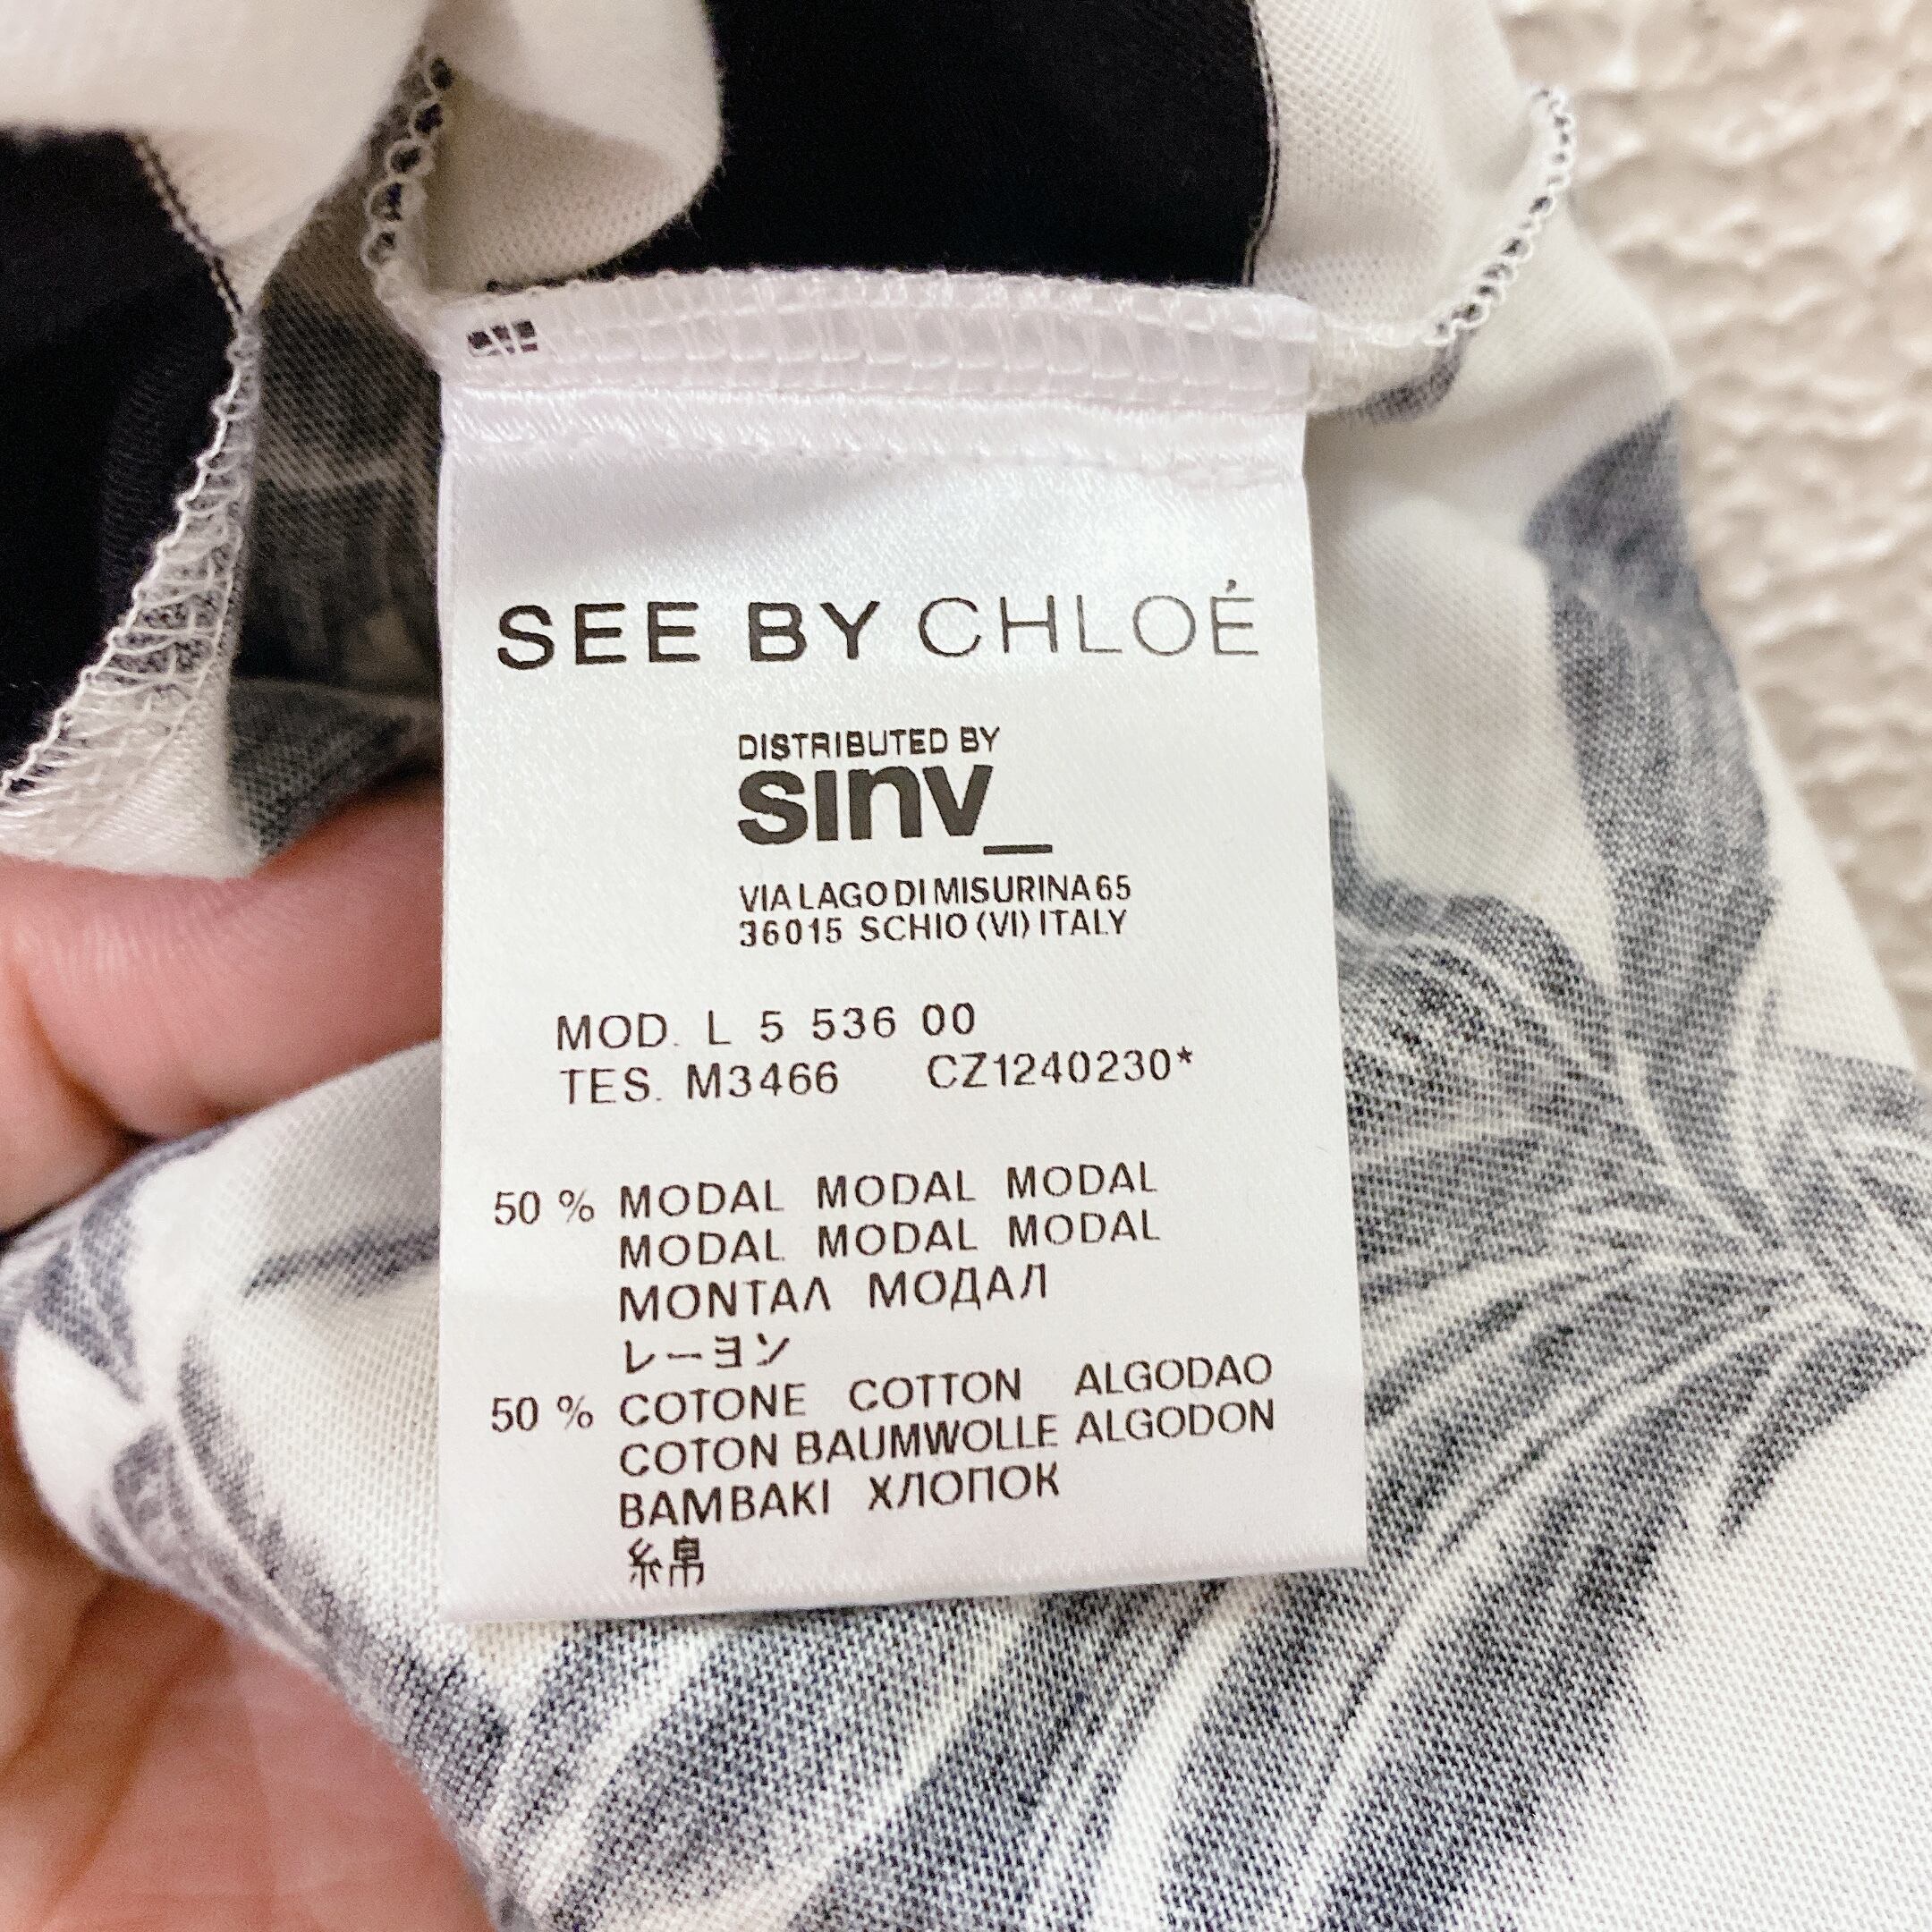 SEE BY CHLOÉ
DISTRIBUTED BY
sinv_
VIA LAGO DI MISURINA 65
36015 SCHIO (VI) ITALY
MOD. L 5 536 00
TES. M3466 CZ1240230*
50 % MODAL MODAL MODAL
MODAL MODAL MODAL
MONTAΛ МОДАЛ
レーヨン
50 % COTONE COTTON ALGODAO
COTON BAUMWOLLE ALGODON
BAMBAKI ХЛОПОК
糸帛